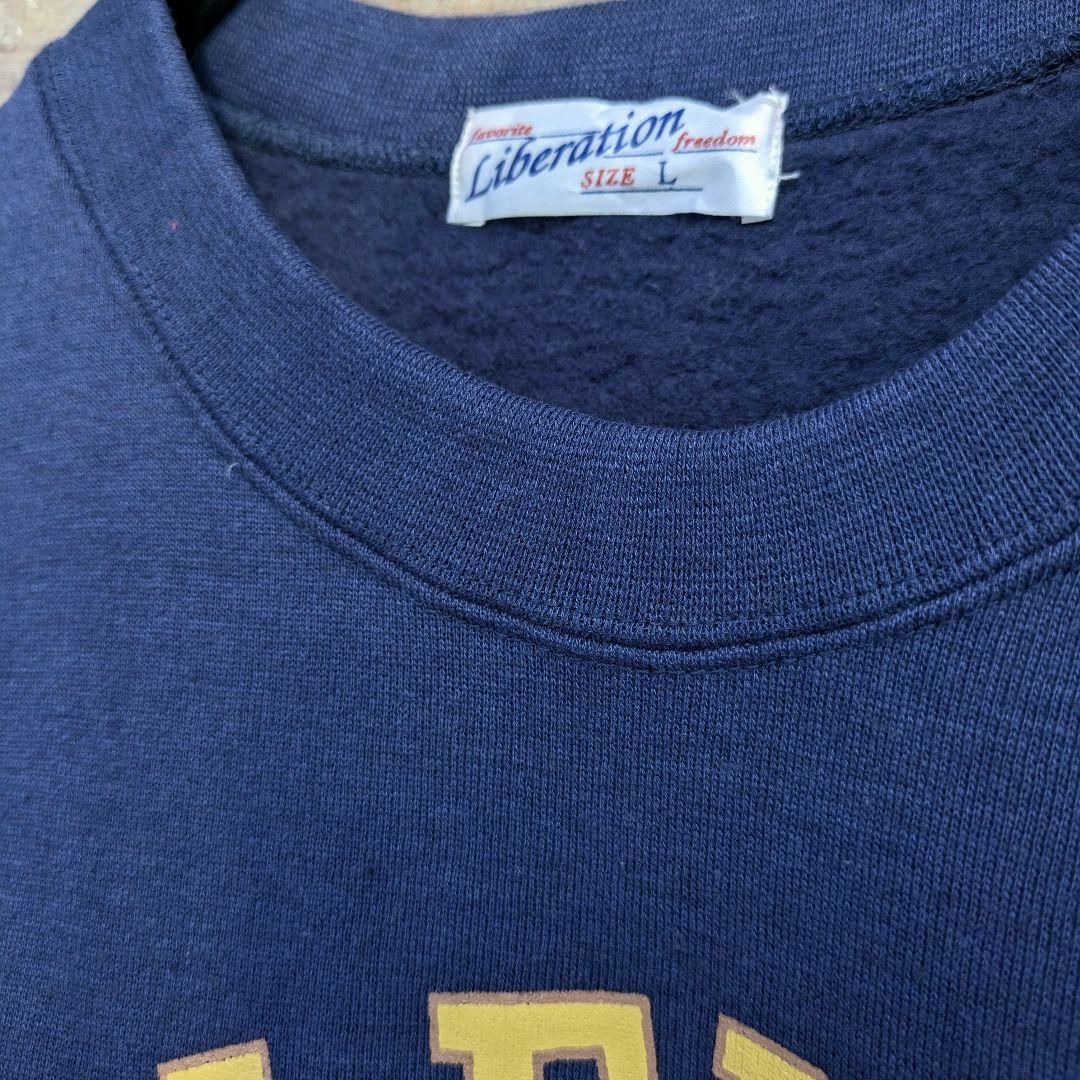 favorite
Liberation
freedom
SIZE L